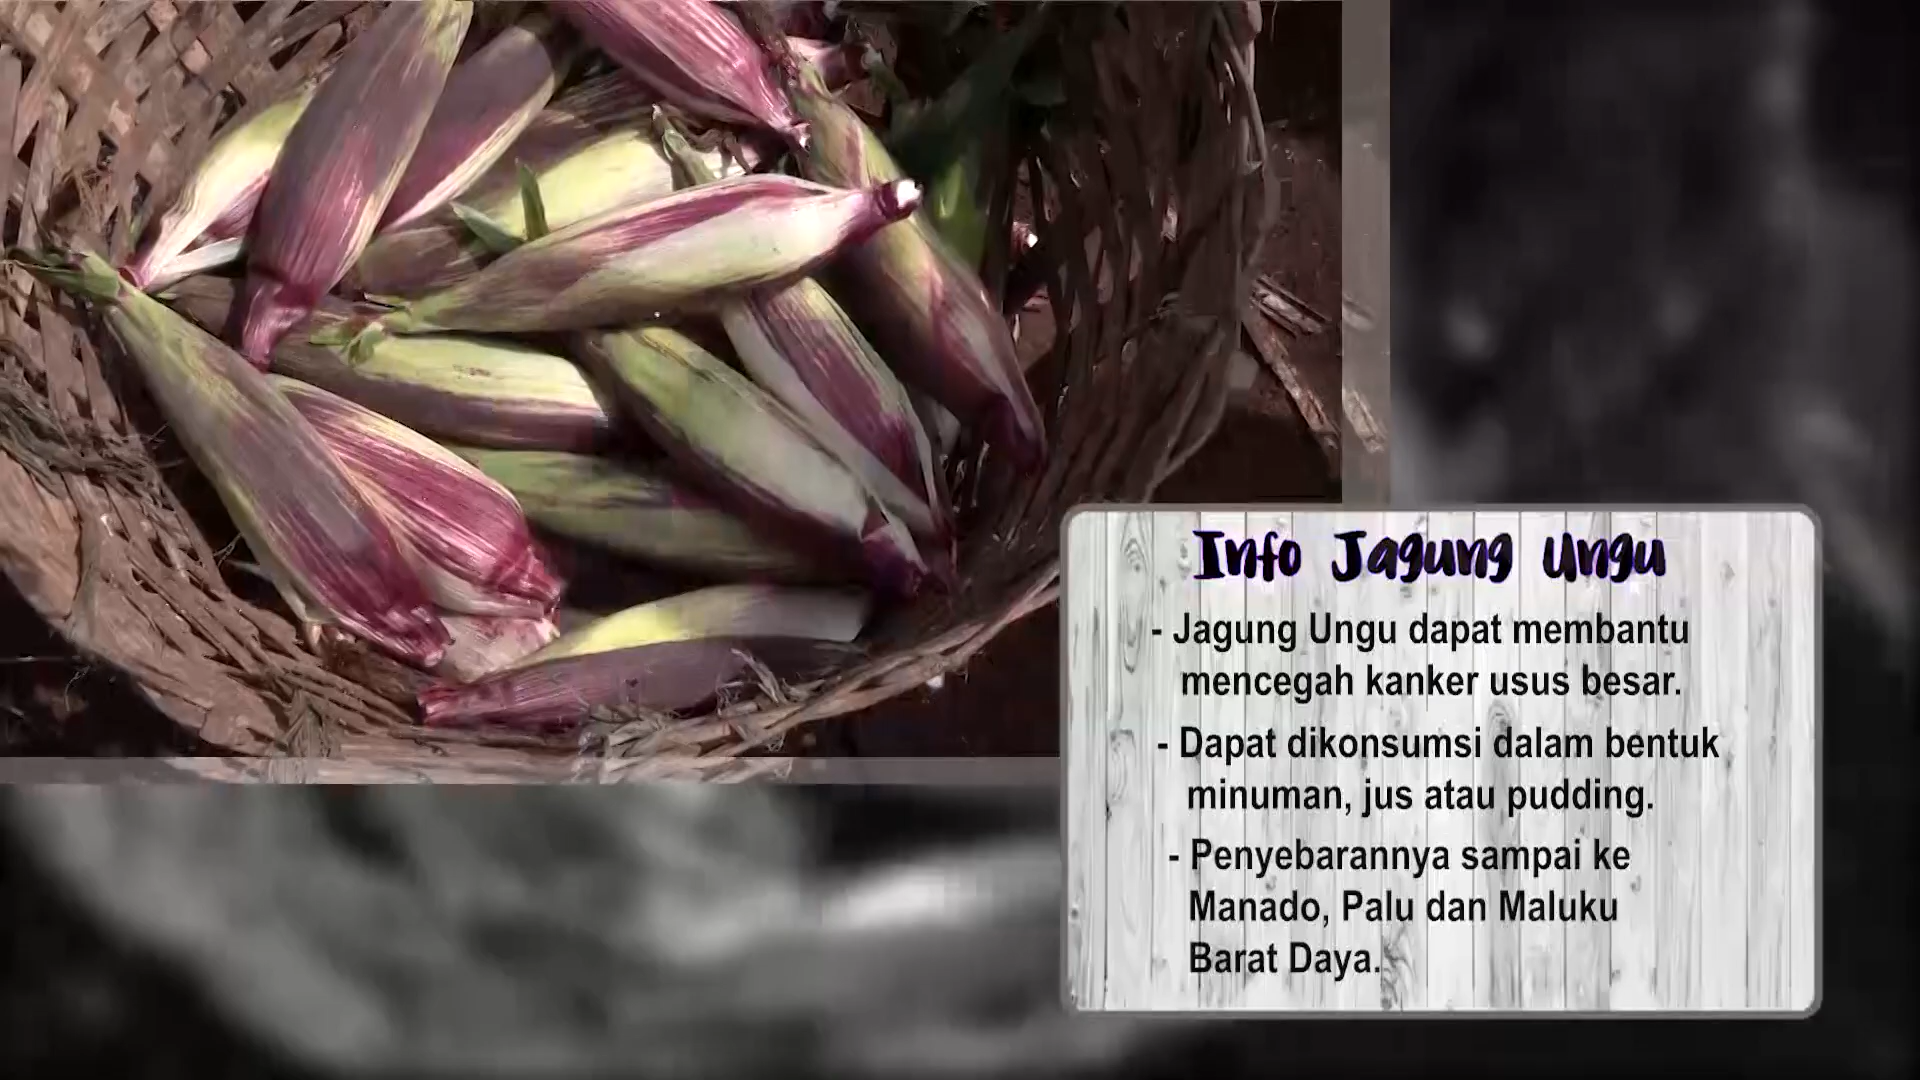 Info Jagung Ungu
- Jagung Ungu dapat membantu
mencegah kanker usus besar.
- Dapat dikonsumsi dalam bentuk
minuman, jus atau pudding.
- Penyebarannya sampai ke
Manado, Palu dan Maluku
Barat Daya.